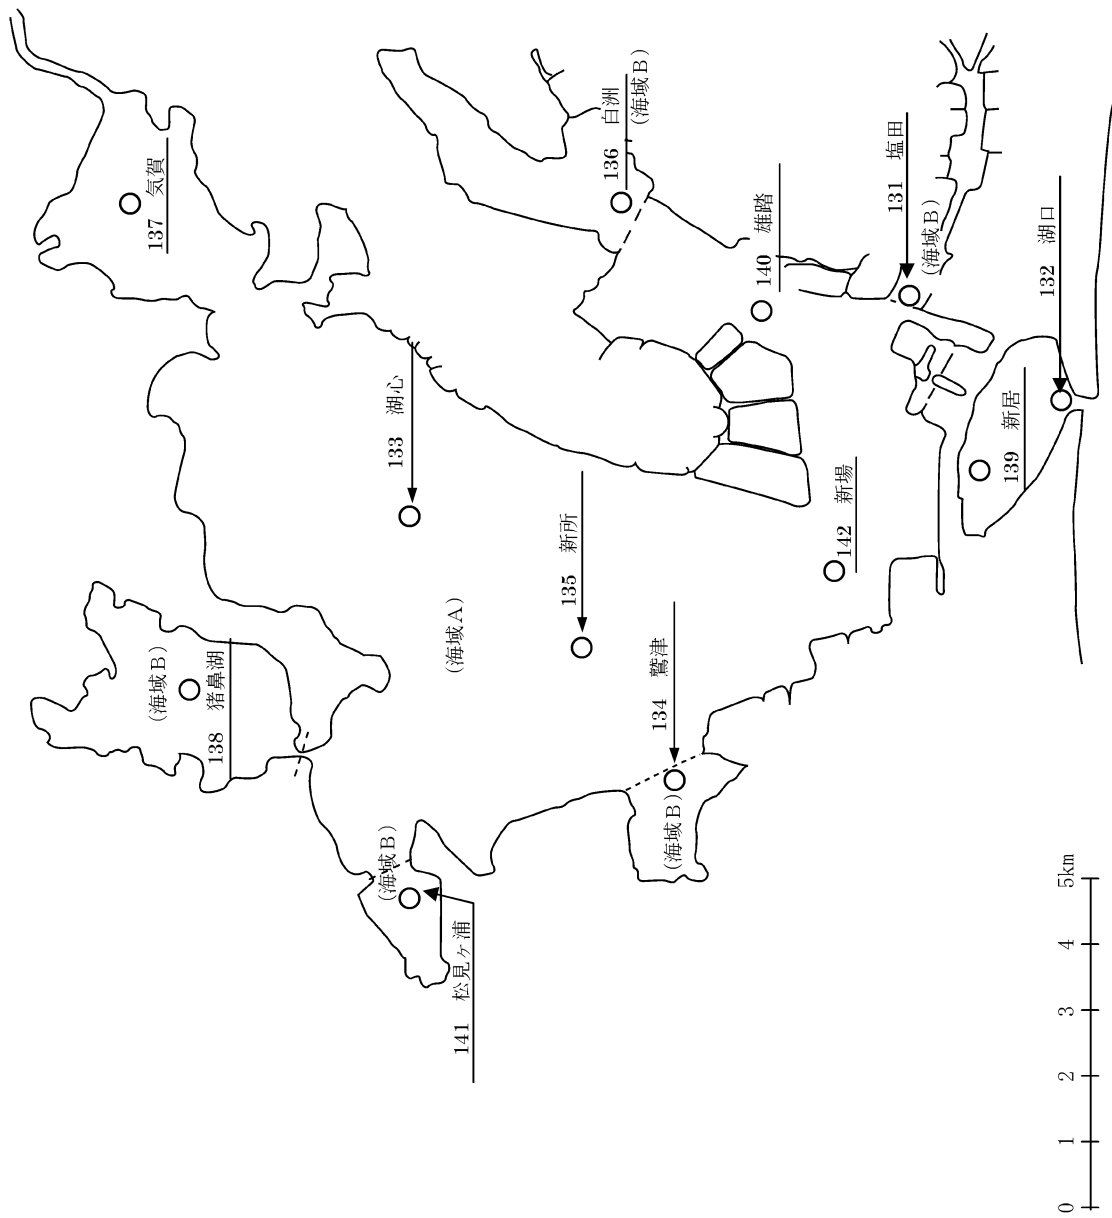 137 気賀
136 白洲
(海域Ｂ)
140 雄踏
131 塩田
(海域Ｂ)
132 湖口
133 湖心
139 新居
142 新場
135 新所
(海域Ａ)
(海域Ｂ)
138 猪鼻湖
134 鷲津
(海域Ｂ)
(海域Ｂ)
141 松見ヶ浦
0 1 2 3 4 5km